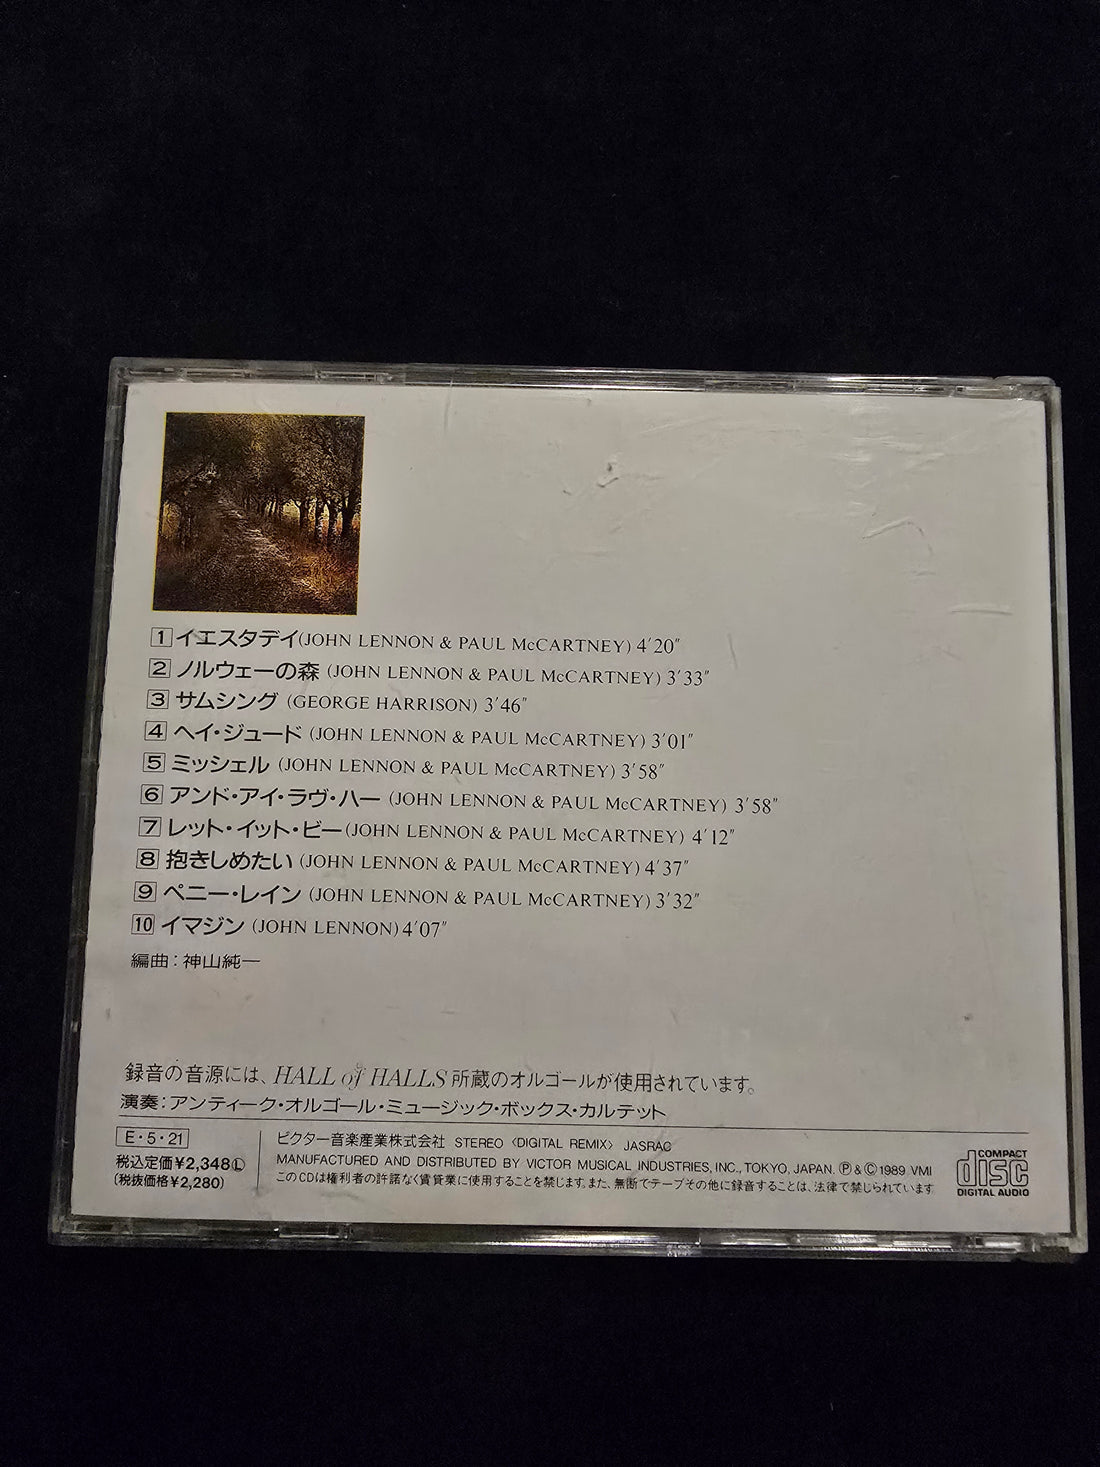 1 イエスタデイ(JOHN LENNON & PAUL McCARTNEY) 4′20″
2 ノルウェーの森 (JOHN LENNON & PAUL McCARTNEY) 3′33″
3 サムシング (GEORGE HARRISON) 3′46″
4 ヘイ・ジュード (JOHN LENNON & PAUL McCARTNEY) 3′01″
5 ミッシェル (JOHN LENNON & PAUL McCARTNEY) 3′58″
6 アンド・アイ・ラヴ・ハー (JOHN LENNON & PAUL McCARTNEY) 3′58″
7 レット・イット・ビー(JOHN LENNON & PAUL McCARTNEY) 4′12″
8 抱きしめたい (JOHN LENNON & PAUL McCARTNEY) 4′37″
9 ペニー・レイン (JOHN LENNON & PAUL McCARTNEY) 3′32″
10 イマジン (JOHN LENNON) 4′07″
編曲：神山純一
録音の音源には、HALL of HALLS 所蔵のオルゴールが使用されています。
演奏：アンティーク・オルゴール・ミュージック・ボックス・カルテット
E・5・21
税込定価¥2,348Ⓛ
(税抜価格¥2,280)
ビクター音楽産業株式会社 STEREO 〈DIGITAL REMIX〉 JASRAC
MANUFACTURED AND DISTRIBUTED BY VICTOR MUSICAL INDUSTRIES, INC., TOKYO, JAPAN. Ⓟ & Ⓒ 1989 VMI
このCDは権利者の許諾なく賃貸業に使用することを禁じます。また、無断でテープその他に録音することは、法律で禁じられています
COMPACT
disc
DIGITAL AUDIO